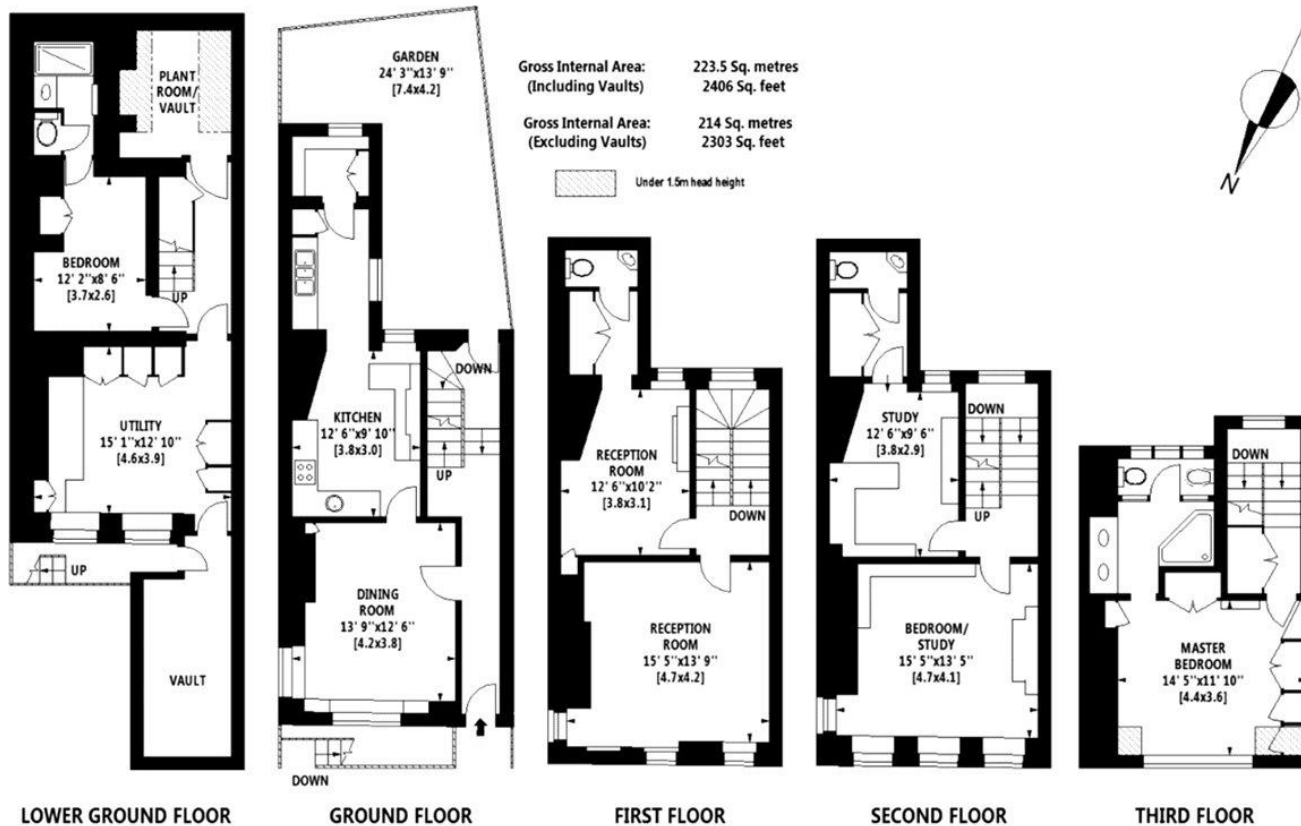 GARDEN
24' 3''x13' 9''
[7.4x4.2]
Gross Internal Area: 223.5 Sq. metres
(Including Vaults) 2406 Sq. feet
Gross Internal Area: 214 Sq. metres
(Excluding Vaults) 2303 Sq. feet
Under 1.5m head height
N
PLANT
ROOM/
VAULT
BEDROOM
12' 2''x8' 6''
[3.7x2.6]
UP
UTILITY
15' 1''x12' 10''
[4.6x3.9]
UP
VAULT
LOWER GROUND FLOOR
DOWN
KITCHEN
12' 6''x9' 10''
[3.8x3.0]
UP
DINING
ROOM
13' 9''x12' 6''
[4.2x3.8]
DOWN
GROUND FLOOR
RECEPTION
ROOM
12' 6''x10'2''
[3.8x3.1]
DOWN
RECEPTION
ROOM
15' 5''x13' 9''
[4.7x4.2]
FIRST FLOOR
STUDY
12' 6''x9' 6''
[3.8x2.9]
DOWN
UP
BEDROOM/
STUDY
15' 5''x13' 5''
[4.7x4.1]
SECOND FLOOR
DOWN
MASTER
BEDROOM
14' 5''x11' 10''
[4.4x3.6]
THIRD FLOOR